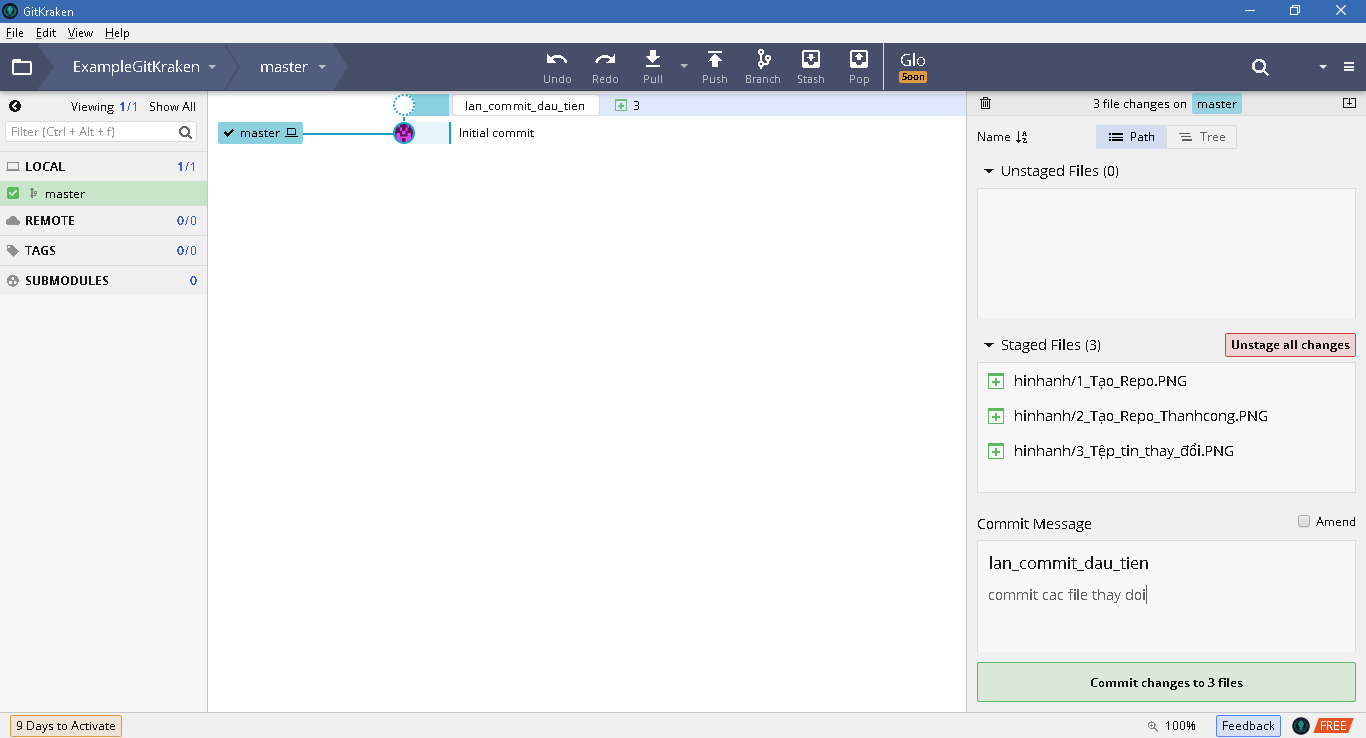 GitKraken
File Edit View Help
ExampleGitKraken master Undo Redo Pull Push Branch Stash Pop Glo Soon
Viewing 1/1 Show All
Filter (Ctrl + Alt + f)
LOCAL 1/1
master
REMOTE 0/0
TAGS 0/0
SUBMODULES 0
lan_commit_dau_tien 3
master Initial commit
3 file changes on master
Name Path Tree
Unstaged Files (0)
Staged Files (3) Unstage all changes
hinhanh/1_Tạo_Repo.PNG
hinhanh/2_Tạo_Repo_Thanhcong.PNG
hinhanh/3_Tệp_tin_thay_đổi.PNG
Commit Message Amend
lan_commit_dau_tien
commit cac file thay doi
Commit changes to 3 files
9 Days to Activate 100% Feedback FREE